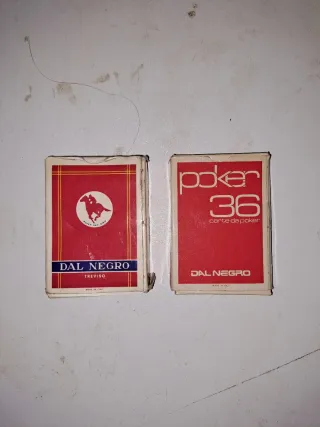 DAL NEGRO
TREVISO
poker
36
carte da poker
DAL NEGRO